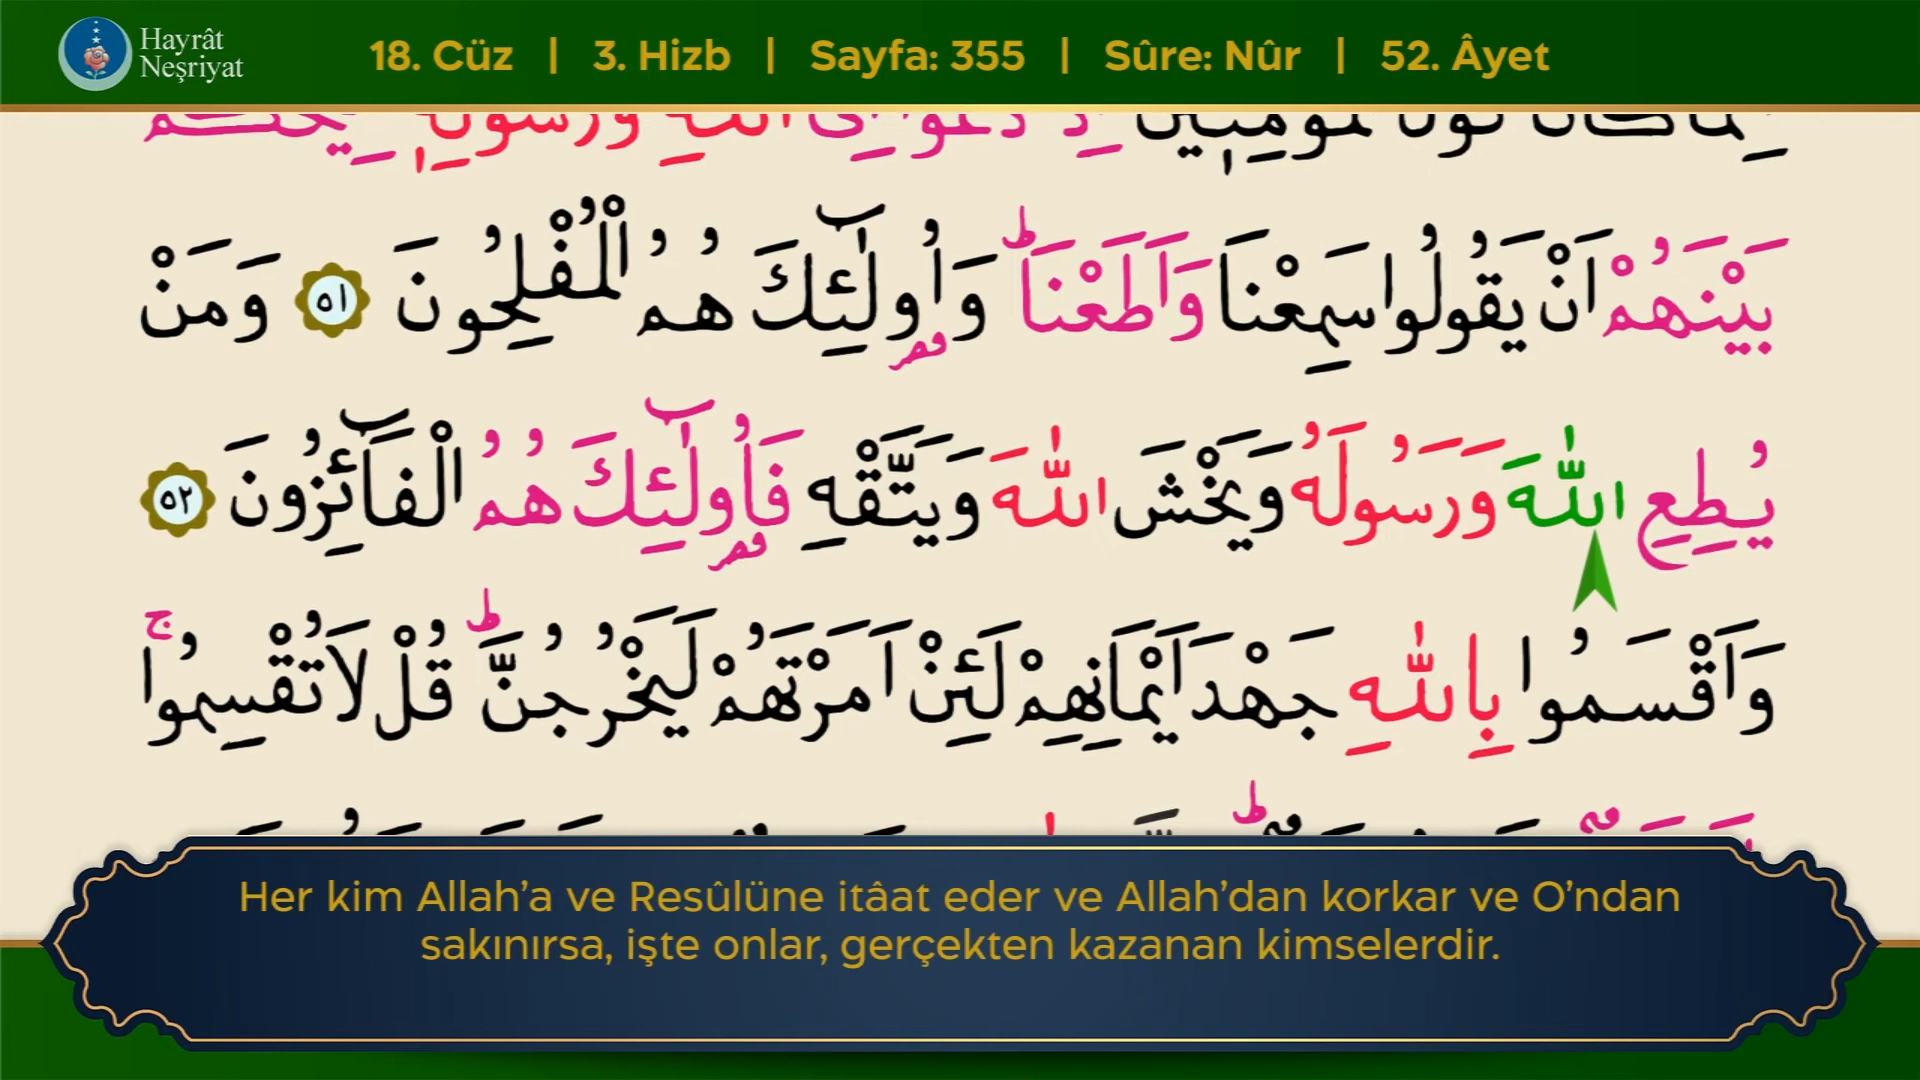 Hayrât
Neşriyat
18. Cüz | 3. Hizb | Sayfa: 355 | Sûre: Nûr | 52. Âyet
بَيْنَهُمْ اَنْ يَقُولُوا سَمِعْنَا وَاَطَعْنَاۜ وَاُو۬لٰٓئِكَ هُمُ الْمُفْلِحُونَ ﴿٥١﴾ وَمَنْ
يُطِعِ اللّٰهَ وَرَسُولَهُ وَيَخْشَ اللّٰهَ وَيَتَّقْهِ فَاُو۬لٰٓئِكَ هُمُ الْفَٓائِزُونَ ﴿٥٢﴾
وَاَقْسَمُوا بِاللّٰهِ جَهْدَ اَيْمَانِهِمْ لَئِنْ اَمَرْتَهُمْ لَيَخْرُجُنَّۜ قُلْ لَا تُقْسِمُواۚ
Her kim Allah’a ve Resûlüne itâat eder ve Allah’dan korkar ve O’ndan
sakınırsa, işte onlar, gerçekten kazanan kimselerdir.